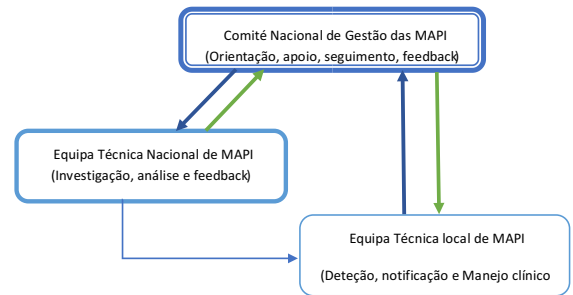 Comité Nacional de Gestão das MAPI
(Orientação, apoio, seguimento, feedback)
Equipa Técnica Nacional de MAPI
(Investigação, análise e feedback)
Equipa Técnica local de MAPI
(Deteção, notificação e Manejo clínico